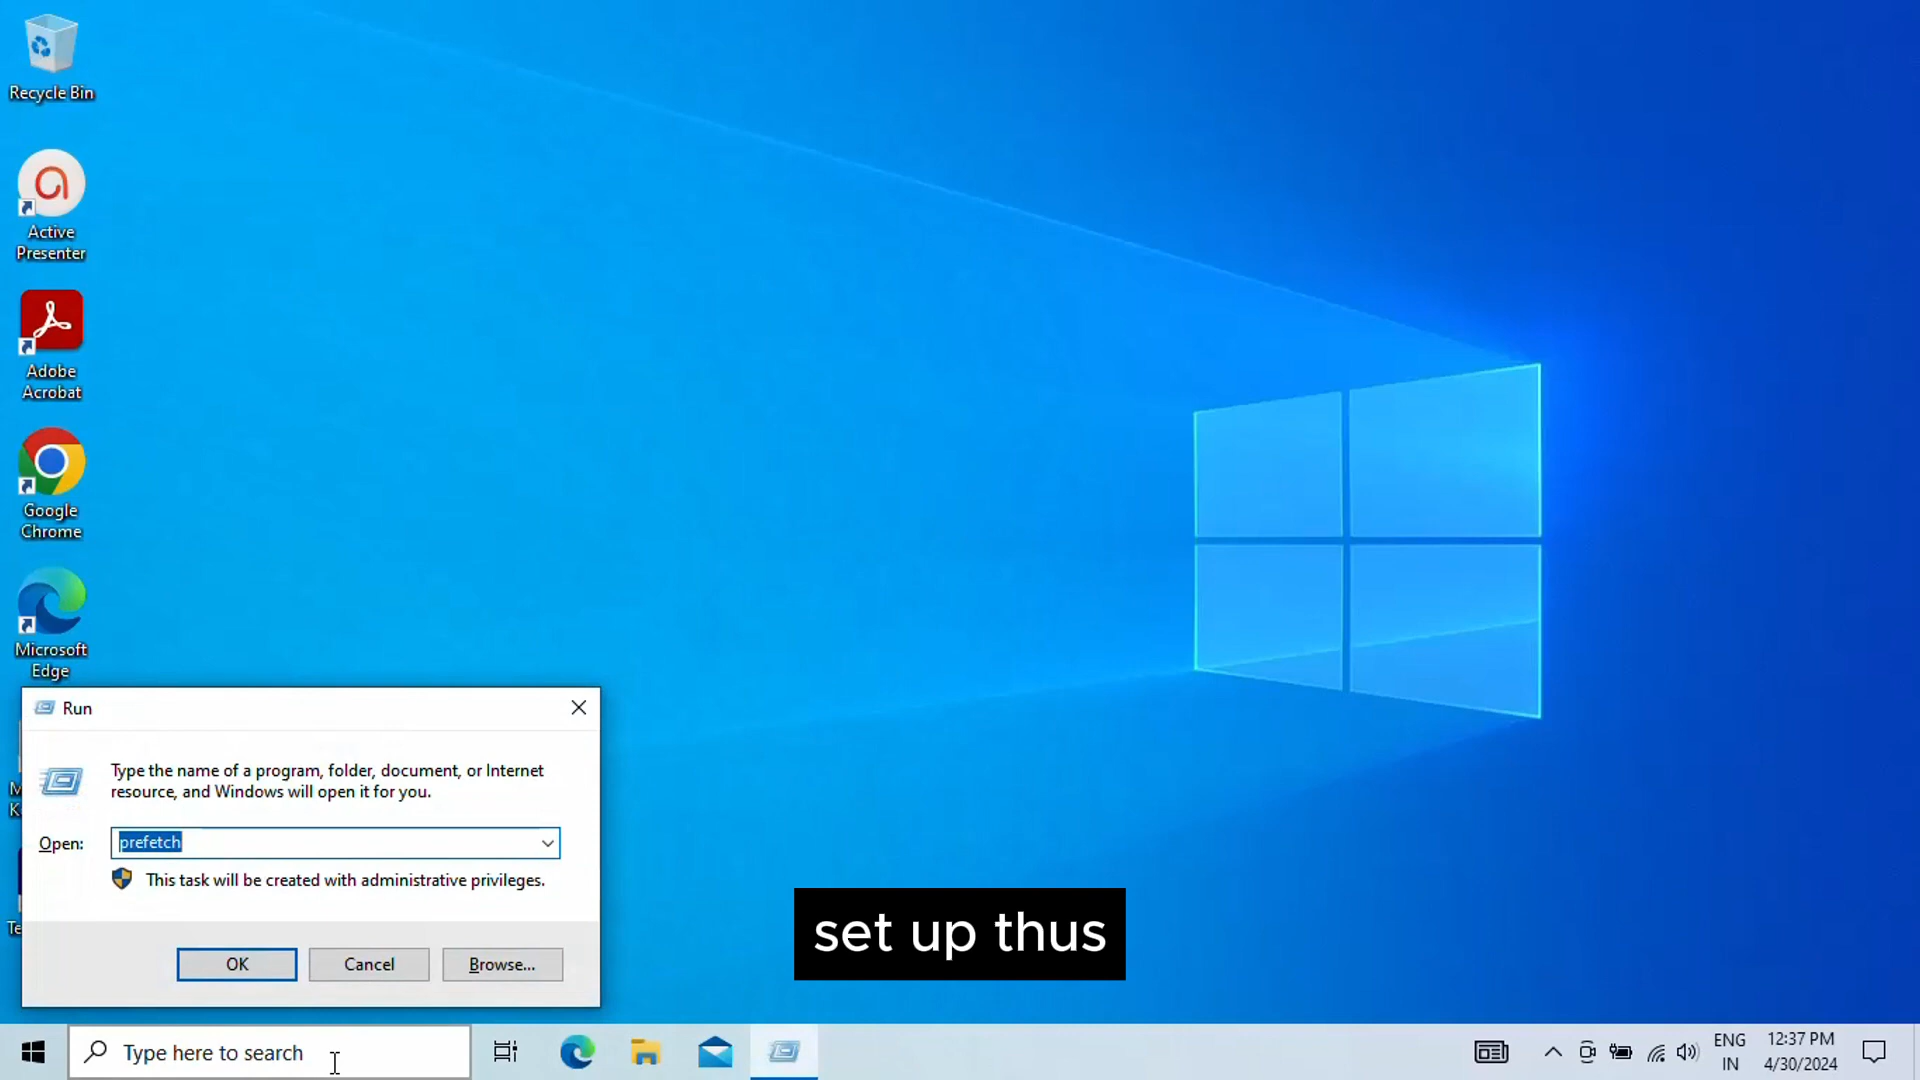 Recycle Bin
Active
Presenter
Adobe
Acrobat
Google
Chrome
Microsoft
Edge
Run
Type the name of a program, folder, document, or Internet
resource, and Windows will open it for you.
Open:
prefetch
This task will be created with administrative privileges.
OK
Cancel
Browse...
set up thus
Type here to search
ENG
IN
12:37 PM
4/30/2024